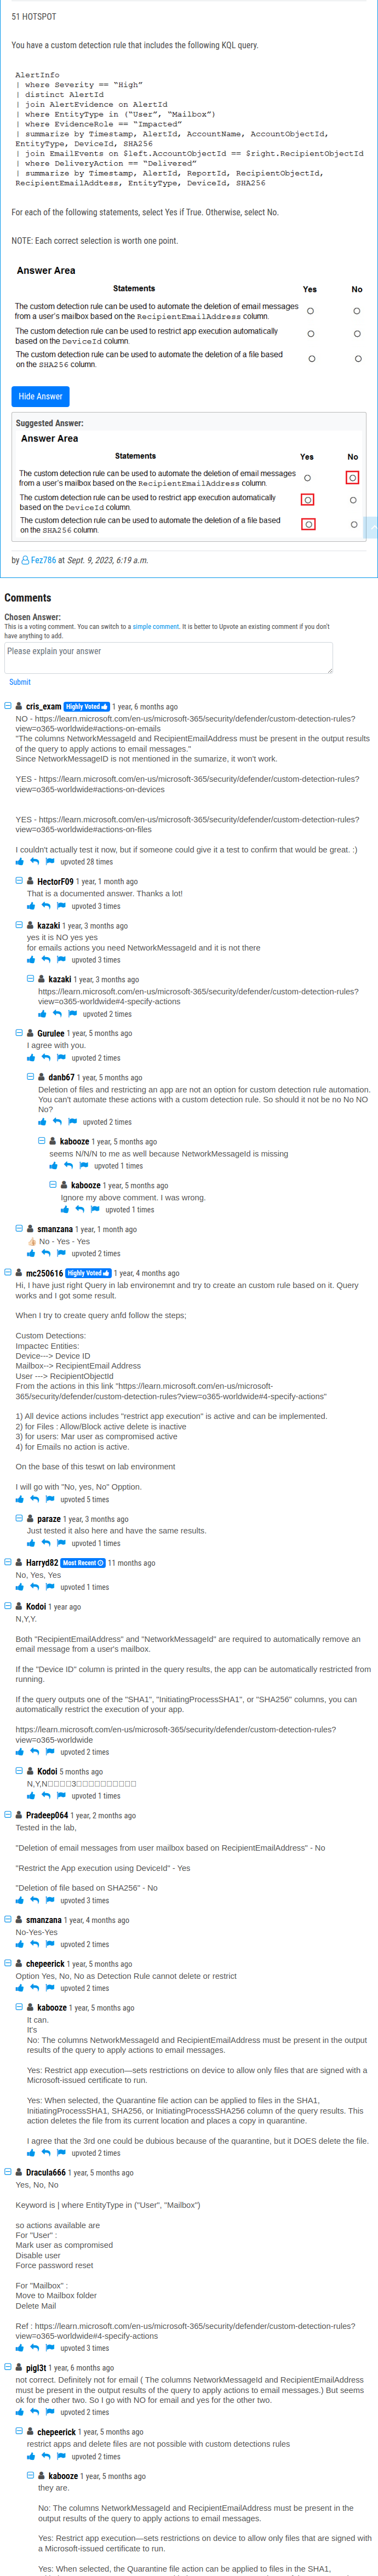 51 HOTSPOT
You have a custom detection rule that includes the following KQL query.
AlertInfo
| where Severity == “High”
| distinct AlertId
| join AlertEvidence on AlertId
| where EntityType in (“User”, “Mailbox”)
| where EvidenceRole == “Impacted”
| summarize by Timestamp, AlertId, AccountName, AccountObjectId,
EntityType, DeviceId, SHA256
| join EmailEvents on $left.AccountObjectId == $right.RecipientObjectId
| where DeliveryAction == “Delivered”
| summarize by Timestamp, AlertId, ReportId, RecipientObjectId,
RecipientEmailAddtess, EntityType, DeviceId, SHA256
For each of the following statements, select Yes if True. Otherwise, select No.
NOTE: Each correct selection is worth one point.
Answer Area
Statements Yes No
The custom detection rule can be used to automate the deletion of email messages
from a user's mailbox based on the RecipientEmailAddress column.
The custom detection rule can be used to restrict app execution automatically
based on the DeviceId column.
The custom detection rule can be used to automate the deletion of a file based
on the SHA256 column.
Hide Answer
Suggested Answer:
Answer Area
Statements Yes No
The custom detection rule can be used to automate the deletion of email messages
from a user's mailbox based on the RecipientEmailAddress column.
The custom detection rule can be used to restrict app execution automatically
based on the DeviceId column.
The custom detection rule can be used to automate the deletion of a file based
on the SHA256 column.
by Fez786 at Sept. 9, 2023, 6:19 a.m.
Comments
Chosen Answer:
This is a voting comment. You can switch to a simple comment. It is better to Upvote an existing comment if you don't
have anything to add.
Please explain your answer
Submit
cris_exam Highly Voted 1 year, 6 months ago
NO - https://learn.microsoft.com/en-us/microsoft-365/security/defender/custom-detection-rules?
view=o365-worldwide#actions-on-emails
"The columns NetworkMessageId and RecipientEmailAddress must be present in the output results
of the query to apply actions to email messages."
Since NetworkMessageID is not mentioned in the sumarize, it won't work.
YES - https://learn.microsoft.com/en-us/microsoft-365/security/defender/custom-detection-rules?
view=o365-worldwide#actions-on-devices
YES - https://learn.microsoft.com/en-us/microsoft-365/security/defender/custom-detection-rules?
view=o365-worldwide#actions-on-files
I couldn't actually test it now, but if someone could give it a test to confirm that would be great. :)
upvoted 28 times
HectorF09 1 year, 1 month ago
That is a documented answer. Thanks a lot!
upvoted 3 times
kazaki 1 year, 3 months ago
yes it is NO yes yes
for emails actions you need NetworkMessageId and it is not there
upvoted 3 times
kazaki 1 year, 3 months ago
https://learn.microsoft.com/en-us/microsoft-365/security/defender/custom-detection-rules?
view=o365-worldwide#4-specify-actions
upvoted 2 times
Gurulee 1 year, 5 months ago
I agree with you.
upvoted 2 times
danb67 1 year, 5 months ago
Deletion of files and restricting an app are not an option for custom detection rule automation.
You can't automate these actions with a custom detection rule. So should it not be no No NO
No?
upvoted 2 times
kabooze 1 year, 5 months ago
seems N/N/N to me as well because NetworkMessageId is missing
upvoted 1 times
kabooze 1 year, 5 months ago
Ignore my above comment. I was wrong.
upvoted 1 times
smanzana 1 year, 1 month ago
👍🏼 No - Yes - Yes
upvoted 2 times
mc250616 Highly Voted 1 year, 4 months ago
Hi, I have just right Query in lab environemnt and try to create an custom rule based on it. Query
works and I got some result.
When I try to create query anfd follow the steps;
Custom Detections:
Impactec Entities:
Device---> Device ID
Mailbox--> RecipientEmail Address
User ---> RecipientObjectId
From the actions in this link "https://learn.microsoft.com/en-us/microsoft-
365/security/defender/custom-detection-rules?view=o365-worldwide#4-specify-actions"
1) All device actions includes "restrict app execution" is active and can be implemented.
2) for Files : Allow/Block active delete is inactive
3) for users: Mar user as compromised active
4) for Emails no action is active.
On the base of this teswt on lab environment
I will go with "No, yes, No" Opption.
upvoted 5 times
paraze 1 year, 3 months ago
Just tested it also here and have the same results.
upvoted 1 times
Harryd82 Most Recent 11 months ago
No, Yes, Yes
upvoted 1 times
Kodoi 1 year ago
N,Y,Y.
Both "RecipientEmailAddress" and "NetworkMessageId" are required to automatically remove an
email message from a user's mailbox.
If the "Device ID" column is printed in the query results, the app can be automatically restricted from
running.
If the query outputs one of the "SHA1", "InitiatingProcessSHA1", or "SHA256" columns, you can
automatically restrict the execution of your app.
https://learn.microsoft.com/en-us/microsoft-365/security/defender/custom-detection-rules?
view=o365-worldwide
upvoted 2 times
Kodoi 5 months ago
N,Y,N□□□□3□□□□□□□□□□
upvoted 1 times
Pradeep064 1 year, 2 months ago
Tested in the lab,
"Deletion of email messages from user mailbox based on RecipientEmailAddress" - No
"Restrict the App execution using DeviceId" - Yes
"Deletion of file based on SHA256" - No
upvoted 3 times
smanzana 1 year, 4 months ago
No-Yes-Yes
upvoted 2 times
chepeerick 1 year, 5 months ago
Option Yes, No, No as Detection Rule cannot delete or restrict
upvoted 2 times
kabooze 1 year, 5 months ago
It can.
It's
No: The columns NetworkMessageId and RecipientEmailAddress must be present in the output
results of the query to apply actions to email messages.
Yes: Restrict app execution—sets restrictions on device to allow only files that are signed with a
Microsoft-issued certificate to run.
Yes: When selected, the Quarantine file action can be applied to files in the SHA1,
InitiatingProcessSHA1, SHA256, or InitiatingProcessSHA256 column of the query results. This
action deletes the file from its current location and places a copy in quarantine.
I agree that the 3rd one could be dubious because of the quarantine, but it DOES delete the file.
upvoted 2 times
Dracula666 1 year, 5 months ago
Yes, No, No
Keyword is | where EntityType in ("User", "Mailbox")
so actions available are
For "User" :
Mark user as compromised
Disable user
Force password reset
For "Mailbox" :
Move to Mailbox folder
Delete Mail
Ref : https://learn.microsoft.com/en-us/microsoft-365/security/defender/custom-detection-rules?
view=o365-worldwide#4-specify-actions
upvoted 3 times
pigl3t 1 year, 6 months ago
not correct. Definitely not for email ( The columns NetworkMessageId and RecipientEmailAddress
must be present in the output results of the query to apply actions to email messages.) But seems
ok for the other two. So I go with NO for email and yes for the other two.
upvoted 2 times
chepeerick 1 year, 5 months ago
restrict apps and delete files are not possible with custom detections rules
upvoted 2 times
kabooze 1 year, 5 months ago
they are.
No: The columns NetworkMessageId and RecipientEmailAddress must be present in the
output results of the query to apply actions to email messages.
Yes: Restrict app execution—sets restrictions on device to allow only files that are signed with
a Microsoft-issued certificate to run.
Yes: When selected, the Quarantine file action can be applied to files in the SHA1,